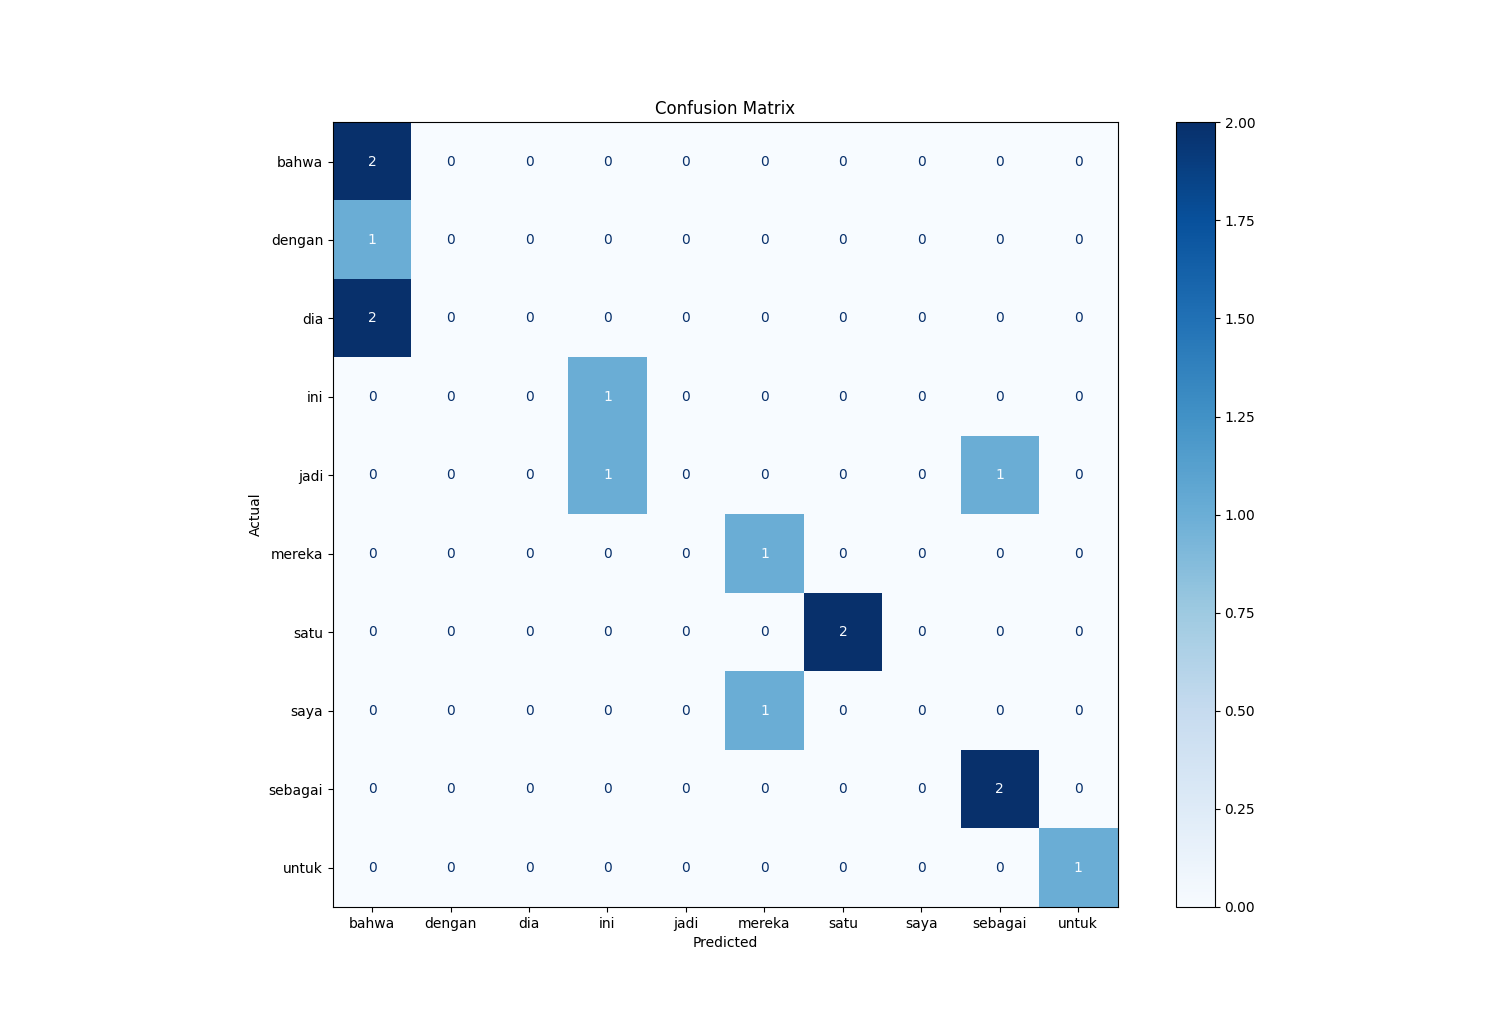 Confusion Matrix
bahwa 2 0 0 0 0 0 0 0 0 0
dengan 1 0 0 0 0 0 0 0 0 0
dia 2 0 0 0 0 0 0 0 0 0
ini 0 0 0 1 0 0 0 0 0 0
jadi 0 0 0 1 0 0 0 0 1 0
mereka 0 0 0 0 0 1 0 0 0 0
satu 0 0 0 0 0 0 2 0 0 0
saya 0 0 0 0 0 1 0 0 0 0
sebagai 0 0 0 0 0 0 0 0 2 0
untuk 0 0 0 0 0 0 0 0 0 1
Actual
bahwa dengan dia ini jadi mereka satu saya sebagai untuk
Predicted
2.00
1.75
1.50
1.25
1.00
0.75
0.50
0.25
0.00